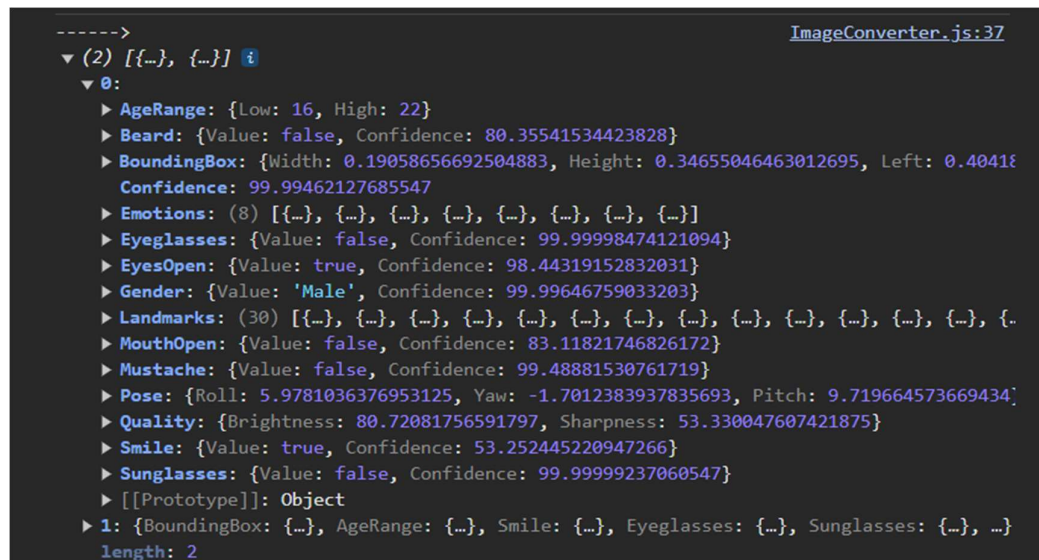 ------> ImageConverter.js:37
▼ (2) [{…}, {…}] i
▼ 0:
▶ AgeRange: {Low: 16, High: 22}
▶ Beard: {Value: false, Confidence: 80.35541534423828}
▶ BoundingBox: {Width: 0.19058656692504883, Height: 0.34655046463012695, Left: 0.40418
Confidence: 99.99462127685547
▶ Emotions: (8) [{…}, {…}, {…}, {…}, {…}, {…}, {…}, {…}]
▶ Eyeglasses: {Value: false, Confidence: 99.99998474121094}
▶ EyesOpen: {Value: true, Confidence: 98.44319152832031}
▶ Gender: {Value: 'Male', Confidence: 99.99646759033203}
▶ Landmarks: (30) [{…}, {…}, {…}, {…}, {…}, {…}, {…}, {…}, {…}, {…}, {…}, {…}, {…}, {…
▶ MouthOpen: {Value: false, Confidence: 83.11821746826172}
▶ Mustache: {Value: false, Confidence: 99.48881530761719}
▶ Pose: {Roll: 5.9781036376953125, Yaw: -1.7012383937835693, Pitch: 9.719664573669434}
▶ Quality: {Brightness: 80.72081756591797, Sharpness: 53.330047607421875}
▶ Smile: {Value: true, Confidence: 53.252445220947266}
▶ Sunglasses: {Value: false, Confidence: 99.99999237060547}
▶ [[Prototype]]: Object
▶ 1: {BoundingBox: {…}, AgeRange: {…}, Smile: {…}, Eyeglasses: {…}, Sunglasses: {…}, …}
length: 2